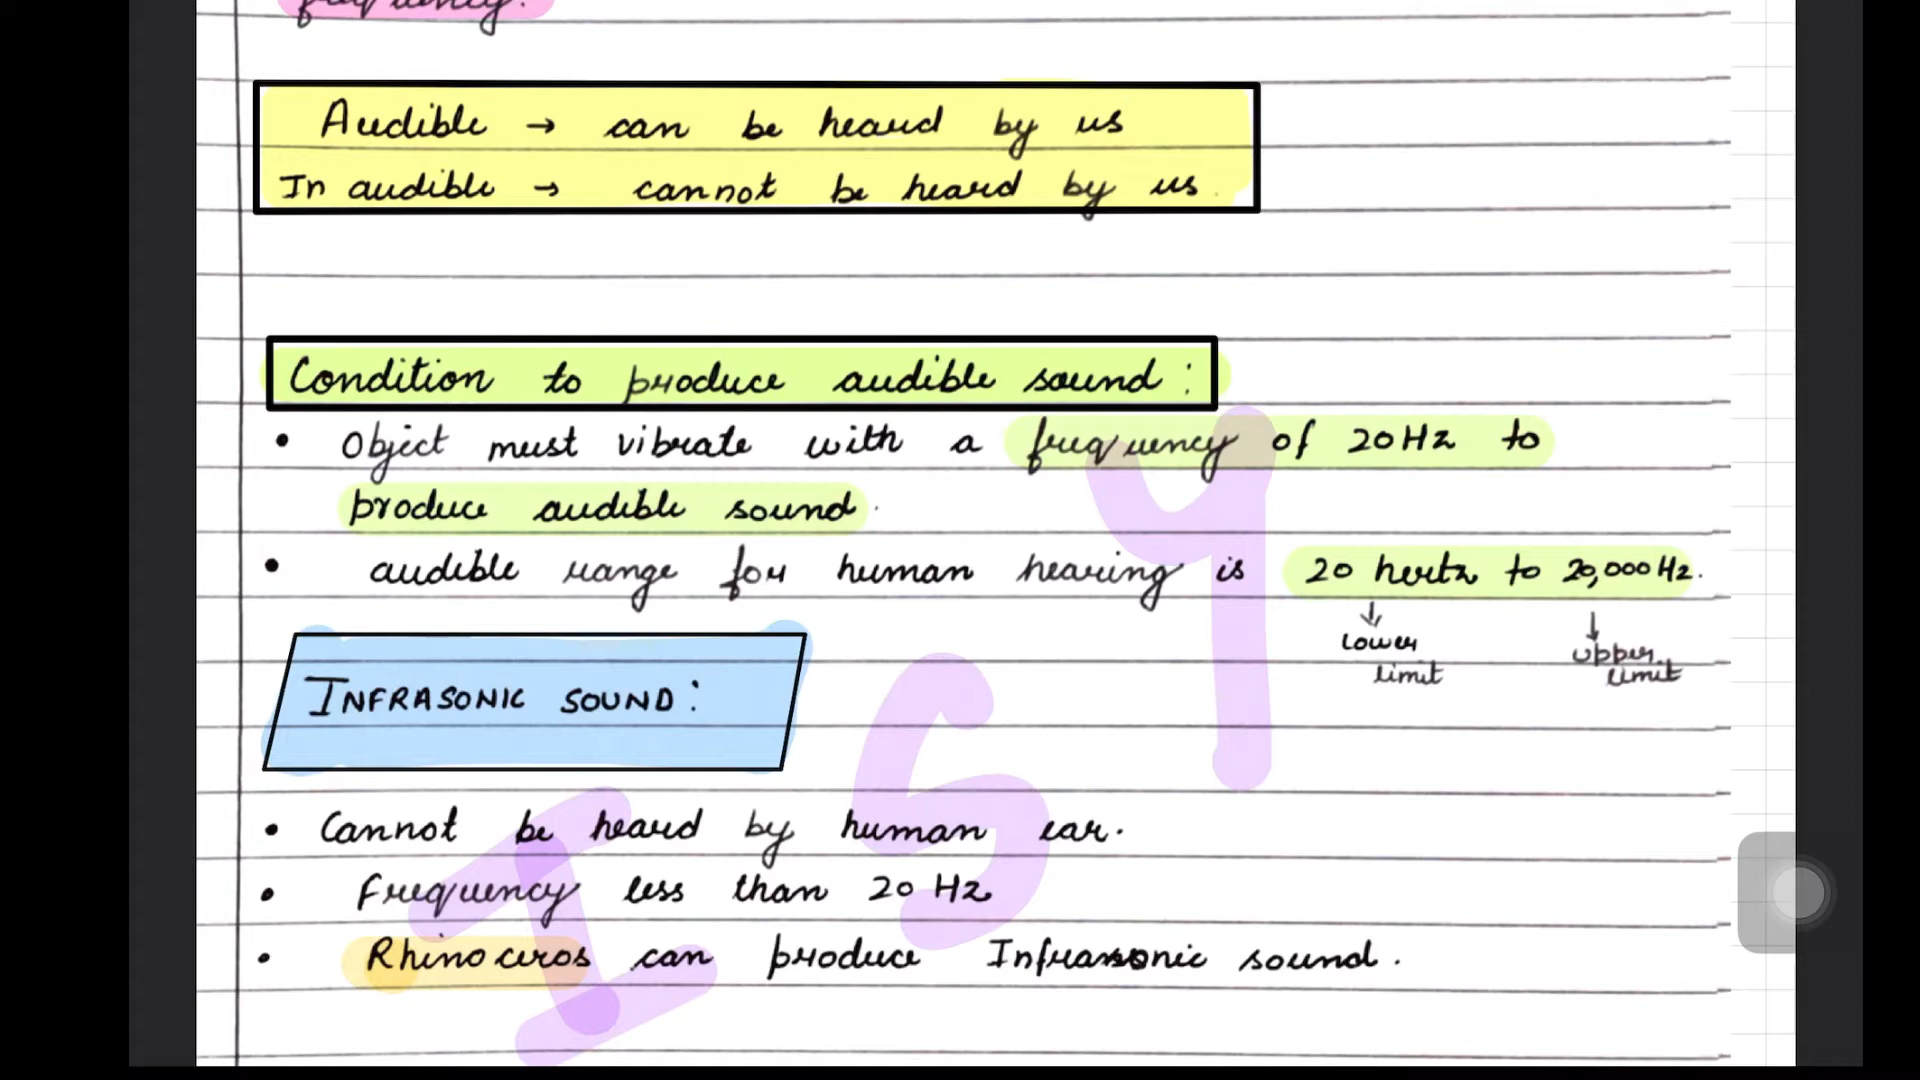 frequency.
Audible → can be heard by us
In audible → cannot be heard by us.
Condition to produce audible sound :
• Object must vibrate with a frequency of 20Hz to
produce audible sound.
• audible range for human hearing is 20 hertz to 20,000 Hz.
↓ lower limit
↓ upper limit
INFRASONIC SOUND :
• Cannot be heard by human ear.
• Frequency less than 20 Hz
• Rhinoceros can produce Infrasonic sound.